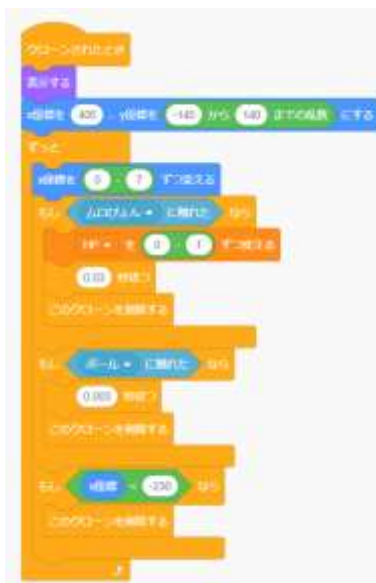 クローンされたとき
表示する
x座標を 400 、y座標を -140 から 140 までの乱数 にする
ずっと
x座標を 0 - 7 ずつ変える
もし に触れた なら
HP を 0 - 1 ずつ変える
0.03 秒待つ
このクローンを削除する
もし ボール に触れた なら
0.003 秒待つ
このクローンを削除する
もし x座標 < -230 なら
このクローンを削除する